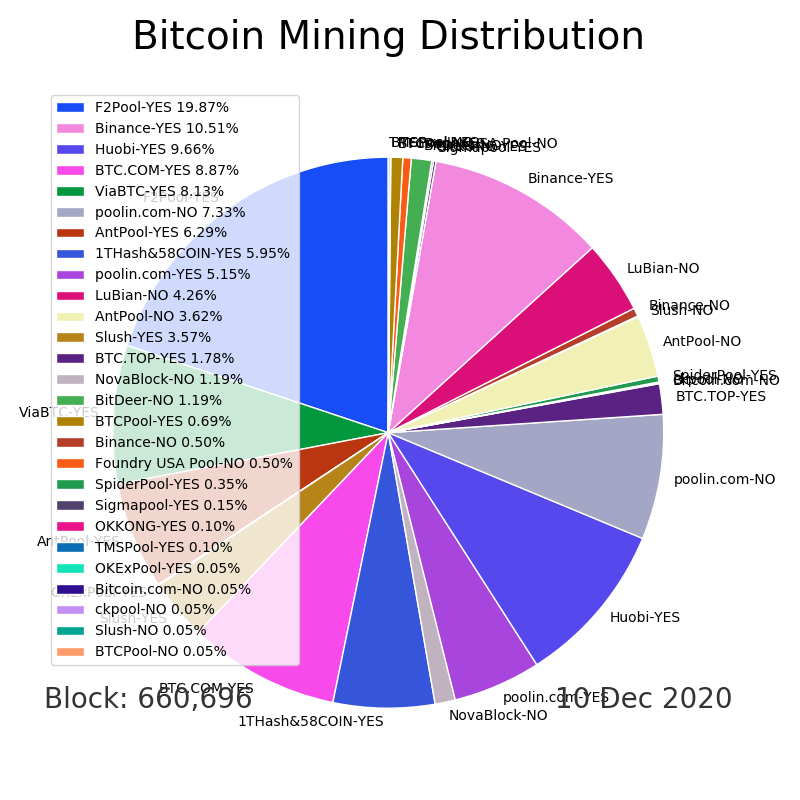 Bitcoin Mining Distribution
F2Pool-YES 19.87%
Binance-YES 10.51%
Huobi-YES 9.66%
BTC.COM-YES 8.87%
ViaBTC-YES 8.13%
poolin.com-NO 7.33%
AntPool-YES 6.29%
1THash&58COIN-YES 5.95%
poolin.com-YES 5.15%
LuBian-NO 4.26%
AntPool-NO 3.62%
Slush-YES 3.57%
BTC.TOP-YES 1.78%
NovaBlock-NO 1.19%
BitDeer-NO 1.19%
BTCPool-YES 0.69%
Binance-NO 0.50%
Foundry USA Pool-NO 0.50%
SpiderPool-YES 0.35%
Sigmapool-YES 0.15%
OKKONG-YES 0.10%
TMSPool-YES 0.10%
OKExPool-YES 0.05%
Bitcoin.com-NO 0.05%
ckpool-NO 0.05%
Slush-NO 0.05%
BTCPool-NO 0.05%
Sigmapool-YES
Binance-YES
LuBian-NO
Binance-NO
Slush-NO
AntPool-NO
SpiderPool-YES
Bitcoin.com-NO
BTC.TOP-YES
poolin.com-NO
Huobi-YES
poolin.com-YES
NovaBlock-NO
1THash&58COIN-YES
BTC.COM-YES
Slush-YES
OKExPool-YES
AntPool-YES
ViaBTC-YES
F2Pool-YES
Block: 660,696
10 Dec 2020